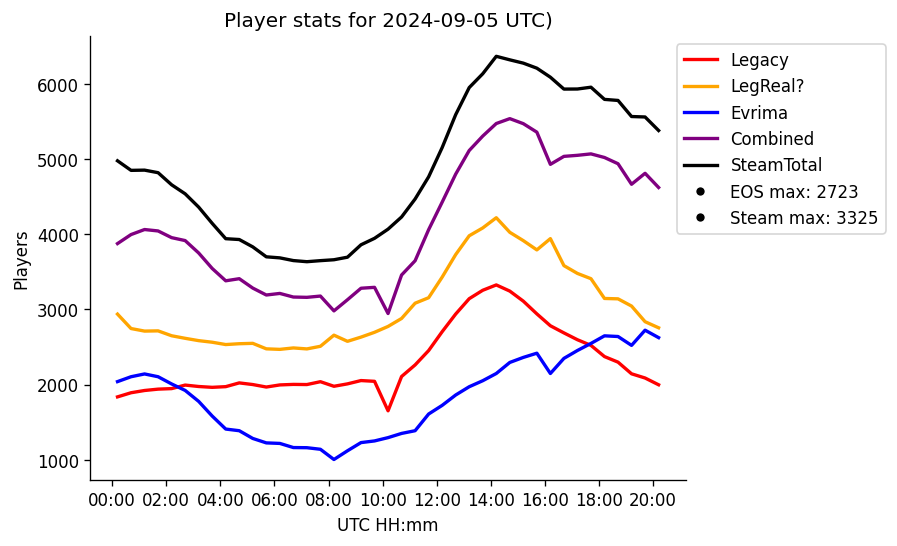 Player stats for 2024-09-05 UTC)
Legacy
LegReal?
Evrima
Combined
SteamTotal
EOS max: 2723
Steam max: 3325
Players
6000
5000
4000
3000
2000
1000
00:00 02:00 04:00 06:00 08:00 10:00 12:00 14:00 16:00 18:00 20:00
UTC HH:mm